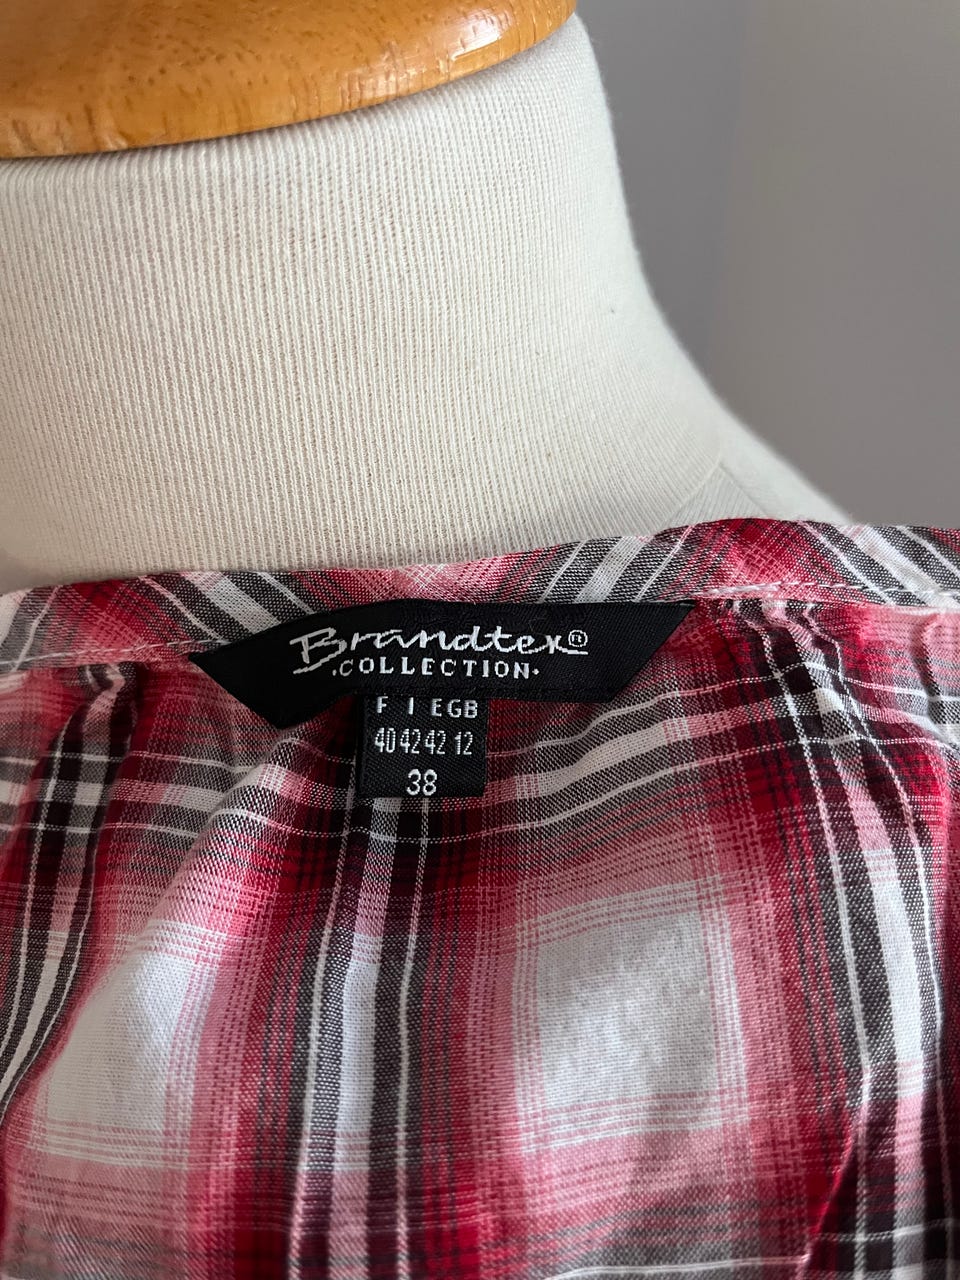 Brandtex®
·COLLECTION·
F I E GB
40 42 42 12
38